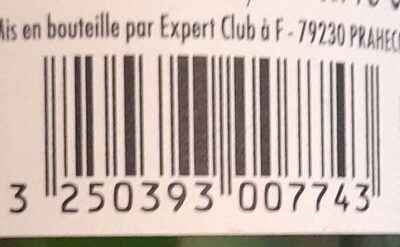 Mis en bouteille par Expert Club à F - 79230 PRAHEC
3 250393 007743